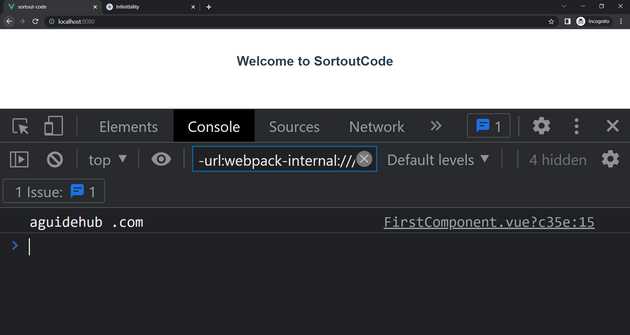 sortout-code
Infinitality
localhost:8080
Incognito
Welcome to SortoutCode
Elements Console Sources Network 1
top -url:webpack-internal:/// Default levels 4 hidden
1 Issue: 1
aguidehub .com FirstComponent.vue?c35e:15